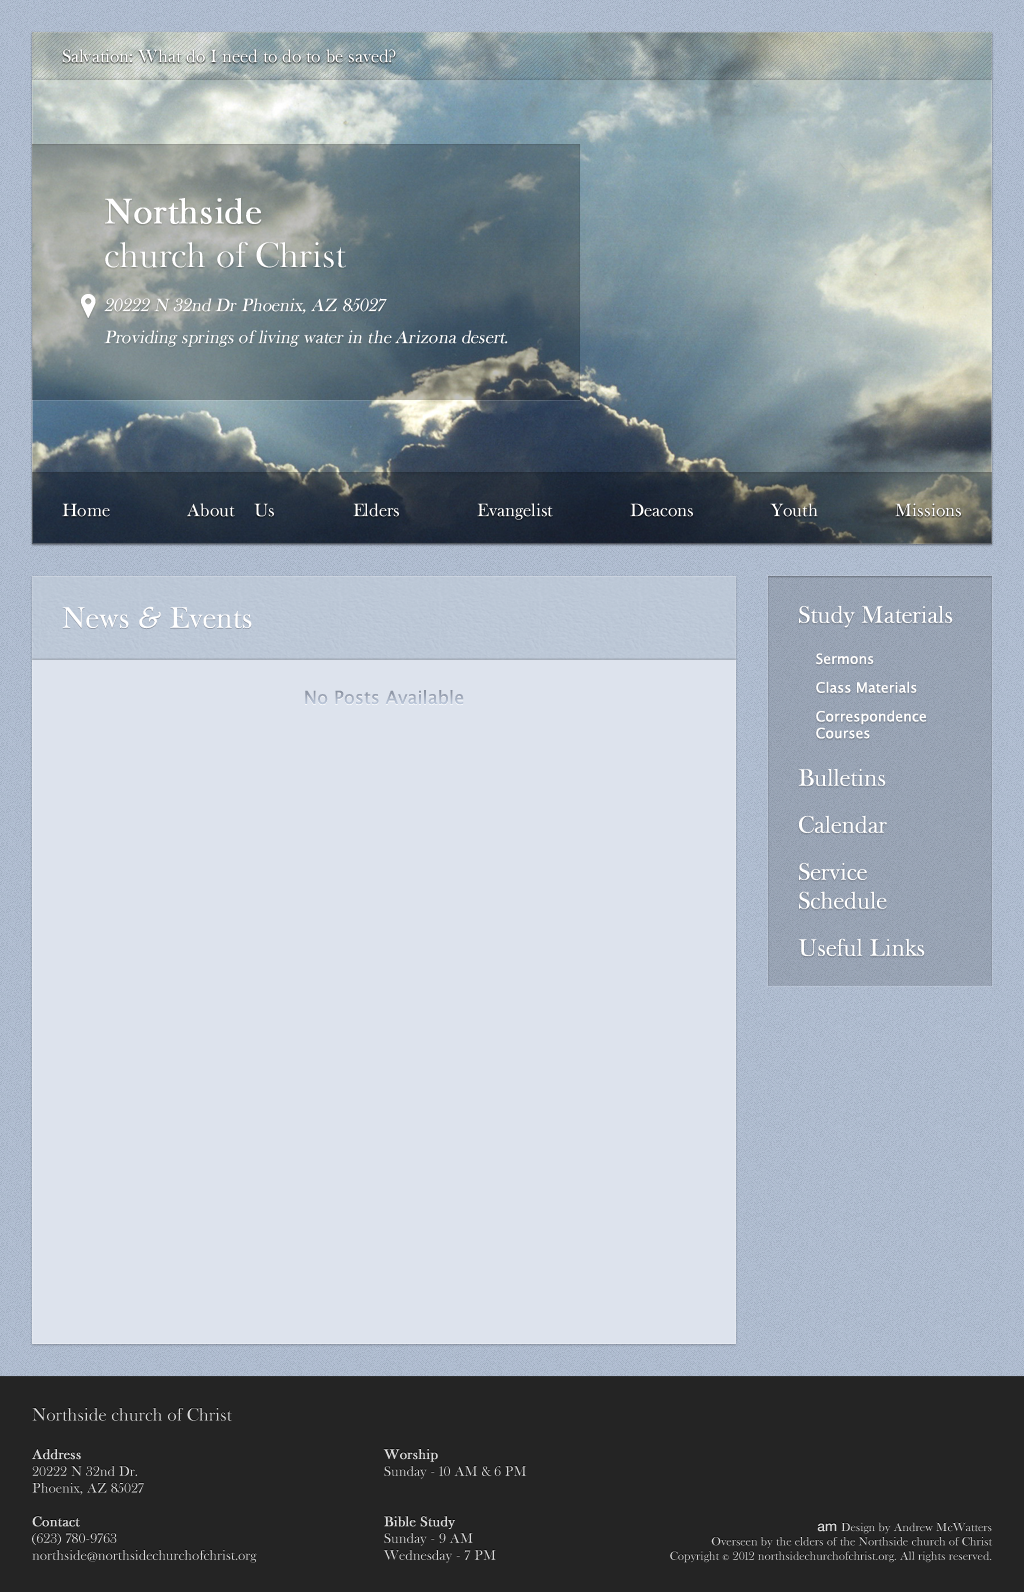 Salvation: What do I need to do to be saved?
Northside
church of Christ
20222 N 32nd Dr Phoenix, AZ 85027
Providing springs of living water in the Arizona desert.
Home About Us Elders Evangelist Deacons Youth Missions
News & Events
No Posts Available
Study Materials
Sermons
Class Materials
Correspondence
Courses
Bulletins
Calendar
Service
Schedule
Useful Links
Northside church of Christ
Address
20222 N 32nd Dr.
Phoenix, AZ 85027
Contact
(623) 780-9763
northside@northsidechurchofchrist.org
Worship
Sunday - 10 AM & 6 PM
Bible Study
Sunday - 9 AM
Wednesday - 7 PM
am Design by Andrew McWatters
Overseen by the elders of the Northside church of Christ
Copyright © 2012 northsidechurchofchrist.org. All rights reserved.